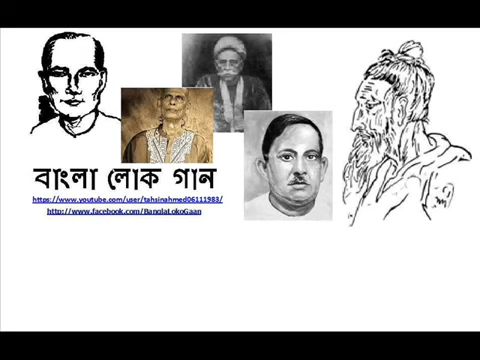 বাংলা লোক গান
https://www.youtube.com/user/tahsinahmed06111983/
http://www.facebook.com/BanglaLokoGaan